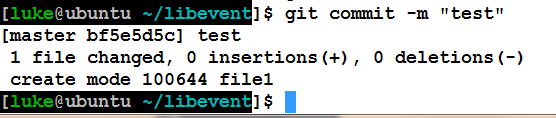 [luke@ubuntu ~/libevent]$ git commit -m "test"
[master bf5e5d5c] test
 1 file changed, 0 insertions(+), 0 deletions(-)
 create mode 100644 file1
[luke@ubuntu ~/libevent]$